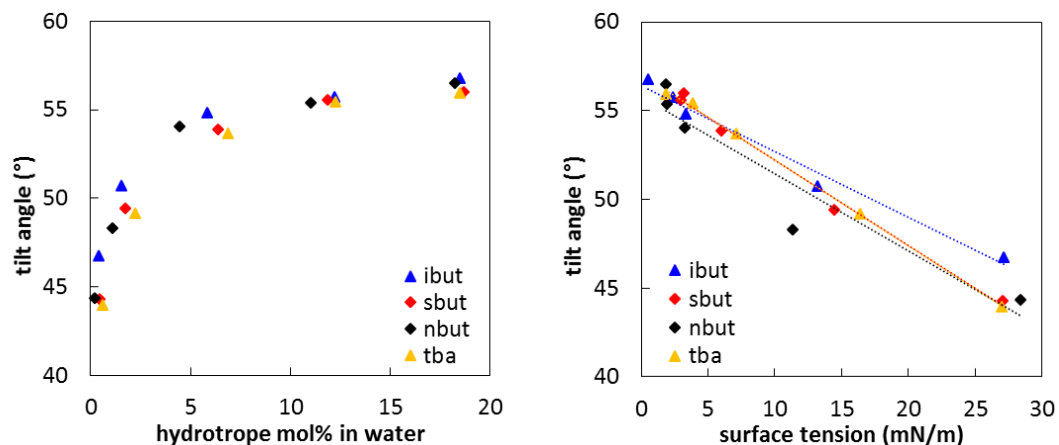 60
55
50
45
40
tilt angle (°)
ibut
sbut
nbut
tba
0 5 10 15 20
hydrotrope mol% in water
60
55
50
45
40
tilt angle (°)
ibut
sbut
nbut
tba
0 5 10 15 20 25 30
surface tension (mN/m)